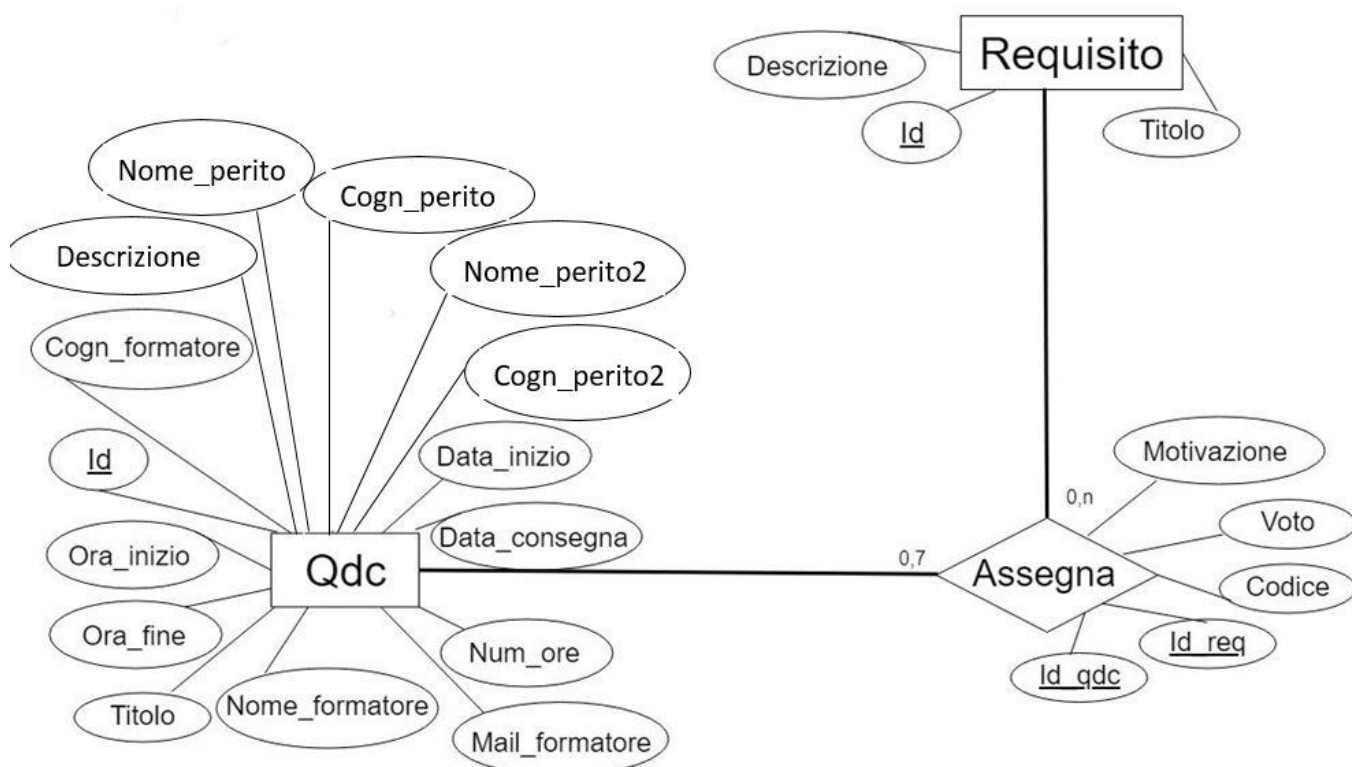 Requisito
Descrizione
Id
Titolo
Nome_perito
Cogn_perito
Descrizione
Nome_perito2
Cogn_formatore
Cogn_perito2
Id
Data_inizio
Motivazione
0,n
Voto
Ora_inizio
Data_consegna
Qdc
0,7
Assegna
Codice
Ora_fine
Num_ore
Id_req
Id_qdc
Titolo
Nome_formatore
Mail_formatore